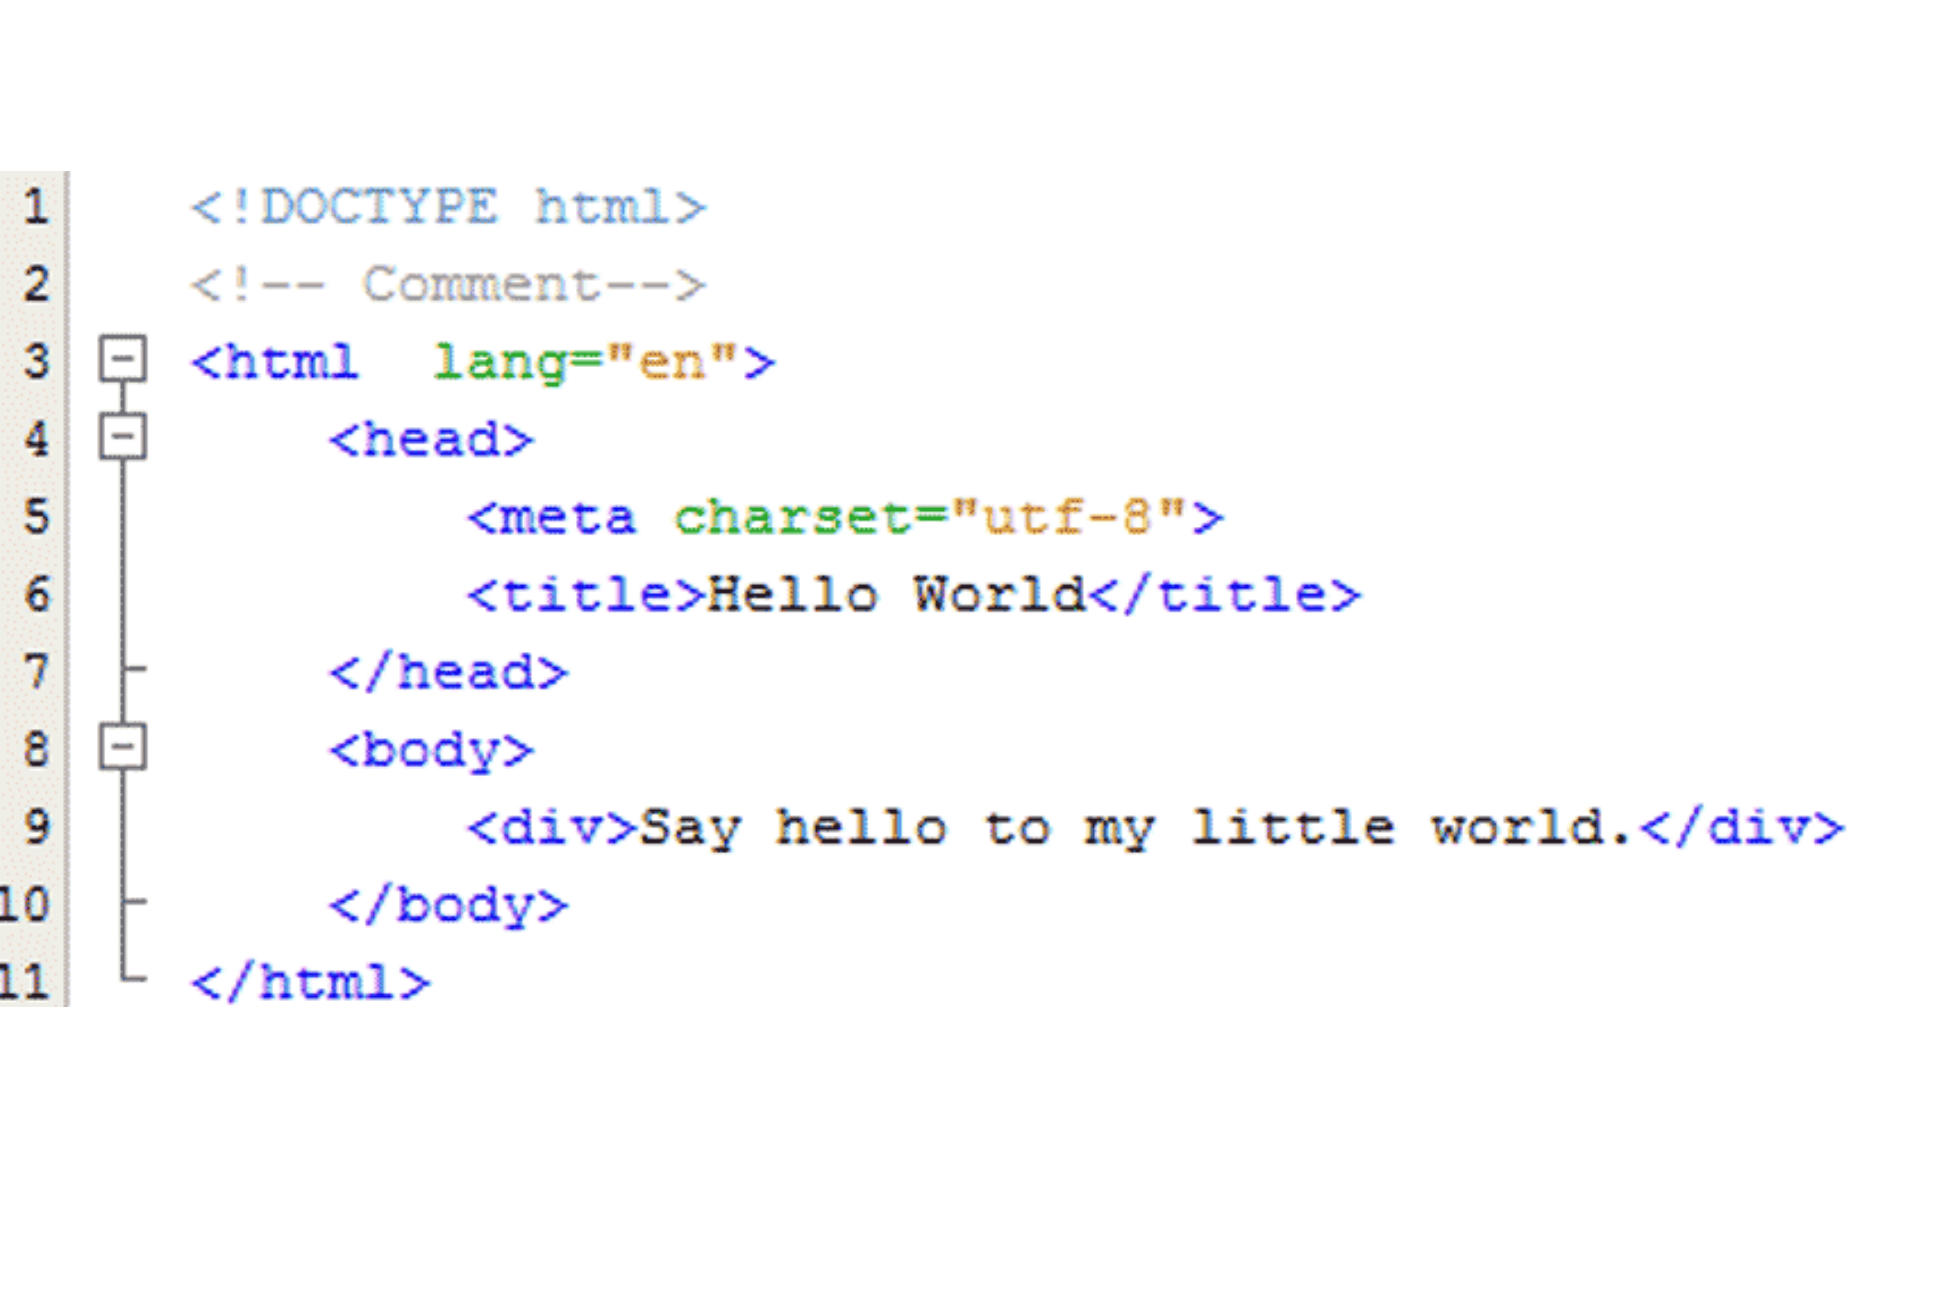 1 <!DOCTYPE html>
2 <!-- Comment-->
3 <html  lang="en">
4     <head>
5         <meta charset="utf-8">
6         <title>Hello World</title>
7     </head>
8     <body>
9         <div>Say hello to my little world.</div>
10     </body>
11 </html>